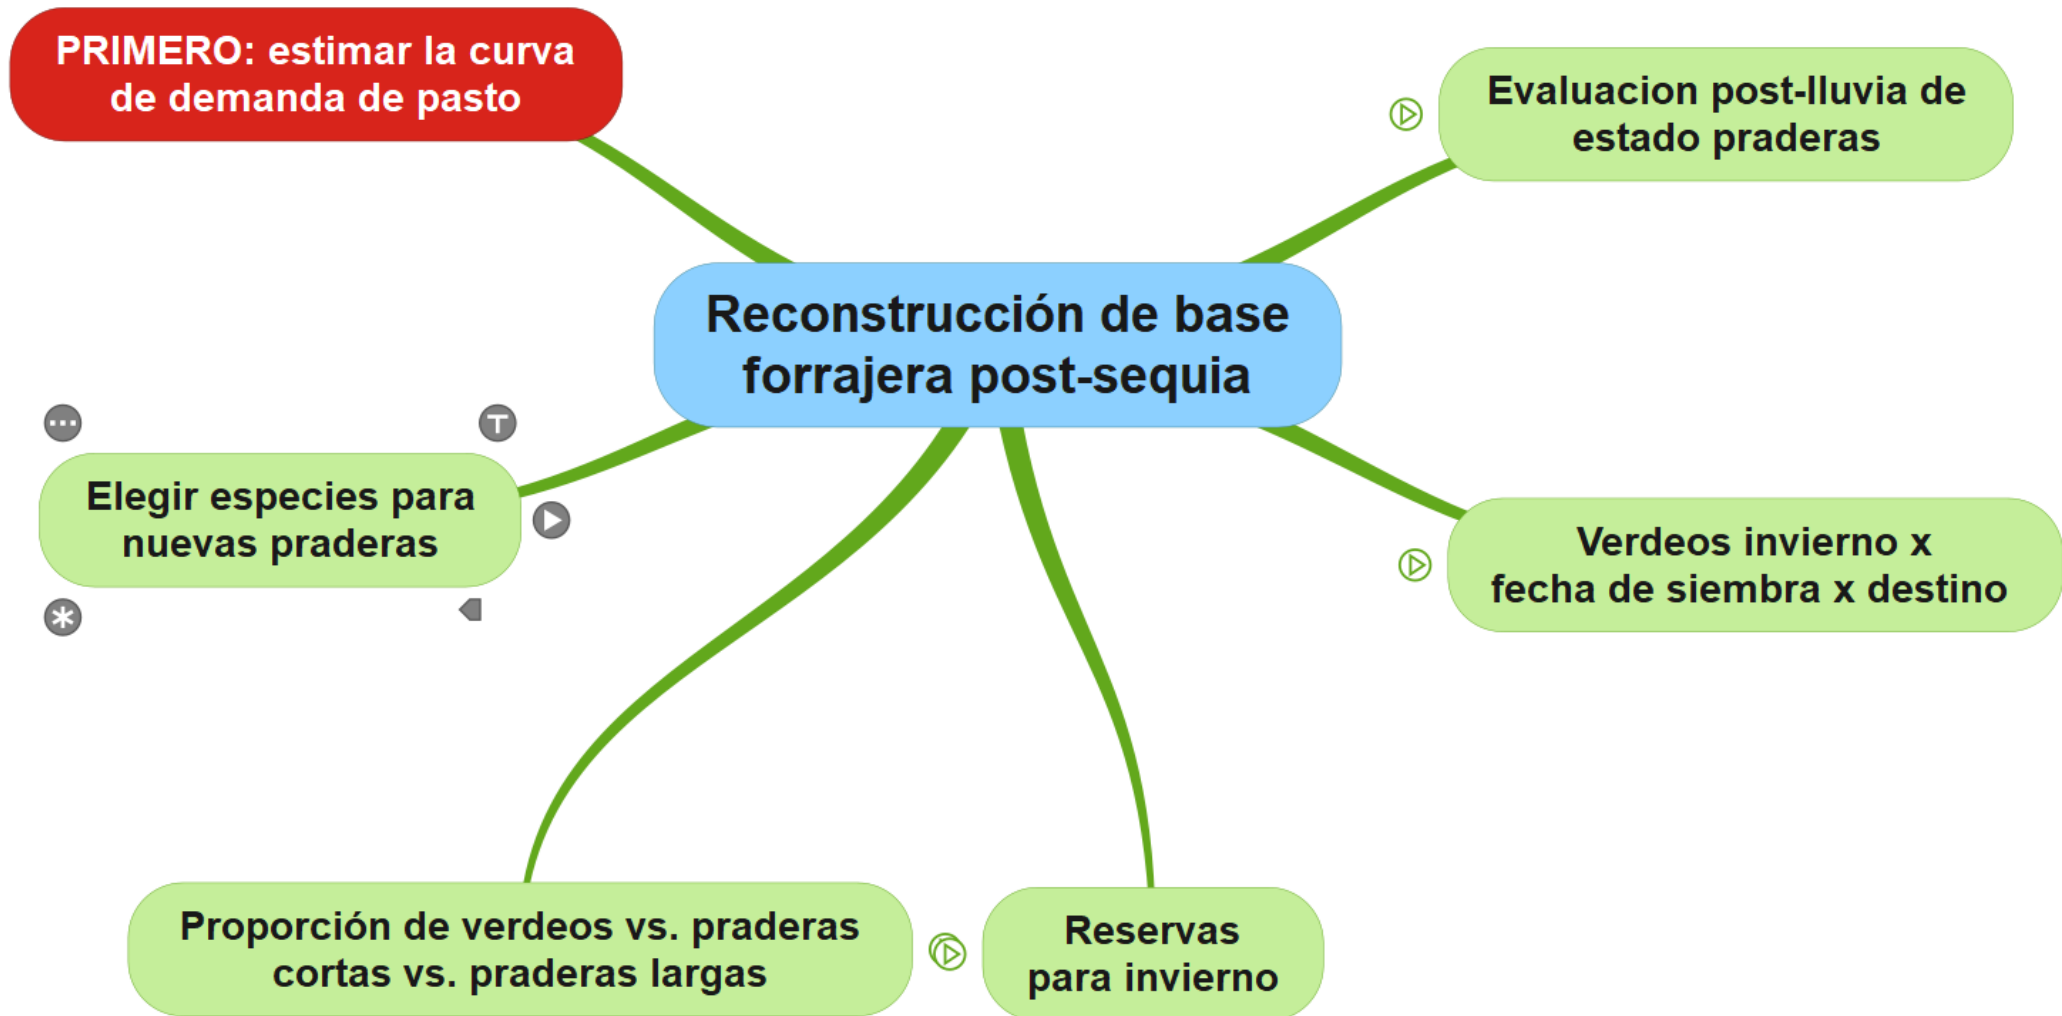 PRIMERO: estimar la curva
de demanda de pasto
Evaluacion post-lluvia de
estado praderas
Reconstrucción de base
forrajera post-sequia
Elegir especies para
nuevas praderas
Verdeos invierno x
fecha de siembra x destino
Proporción de verdeos vs. praderas
cortas vs. praderas largas
Reservas
para invierno